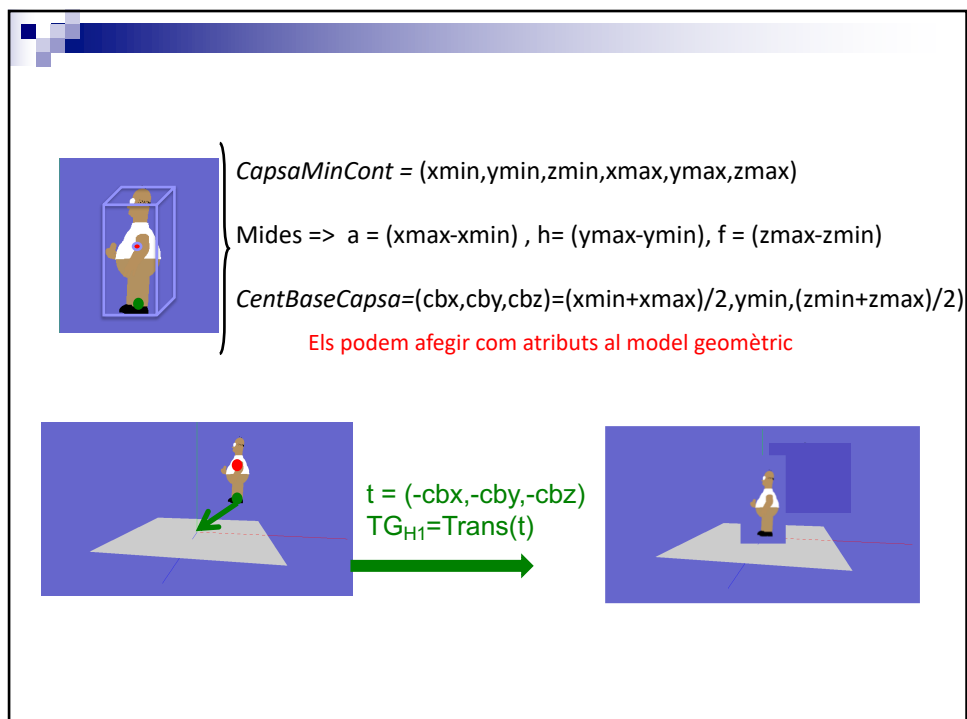 CapsaMinCont = (xmin,ymin,zmin,xmax,ymax,zmax)
Mides => a = (xmax-xmin) , h= (ymax-ymin), f = (zmax-zmin)
CentBaseCapsa=(cbx,cby,cbz)=(xmin+xmax)/2,ymin,(zmin+zmax)/2)
Els podem afegir com atributs al model geomètric
t = (-cbx,-cby,-cbz)
TGH1=Trans(t)